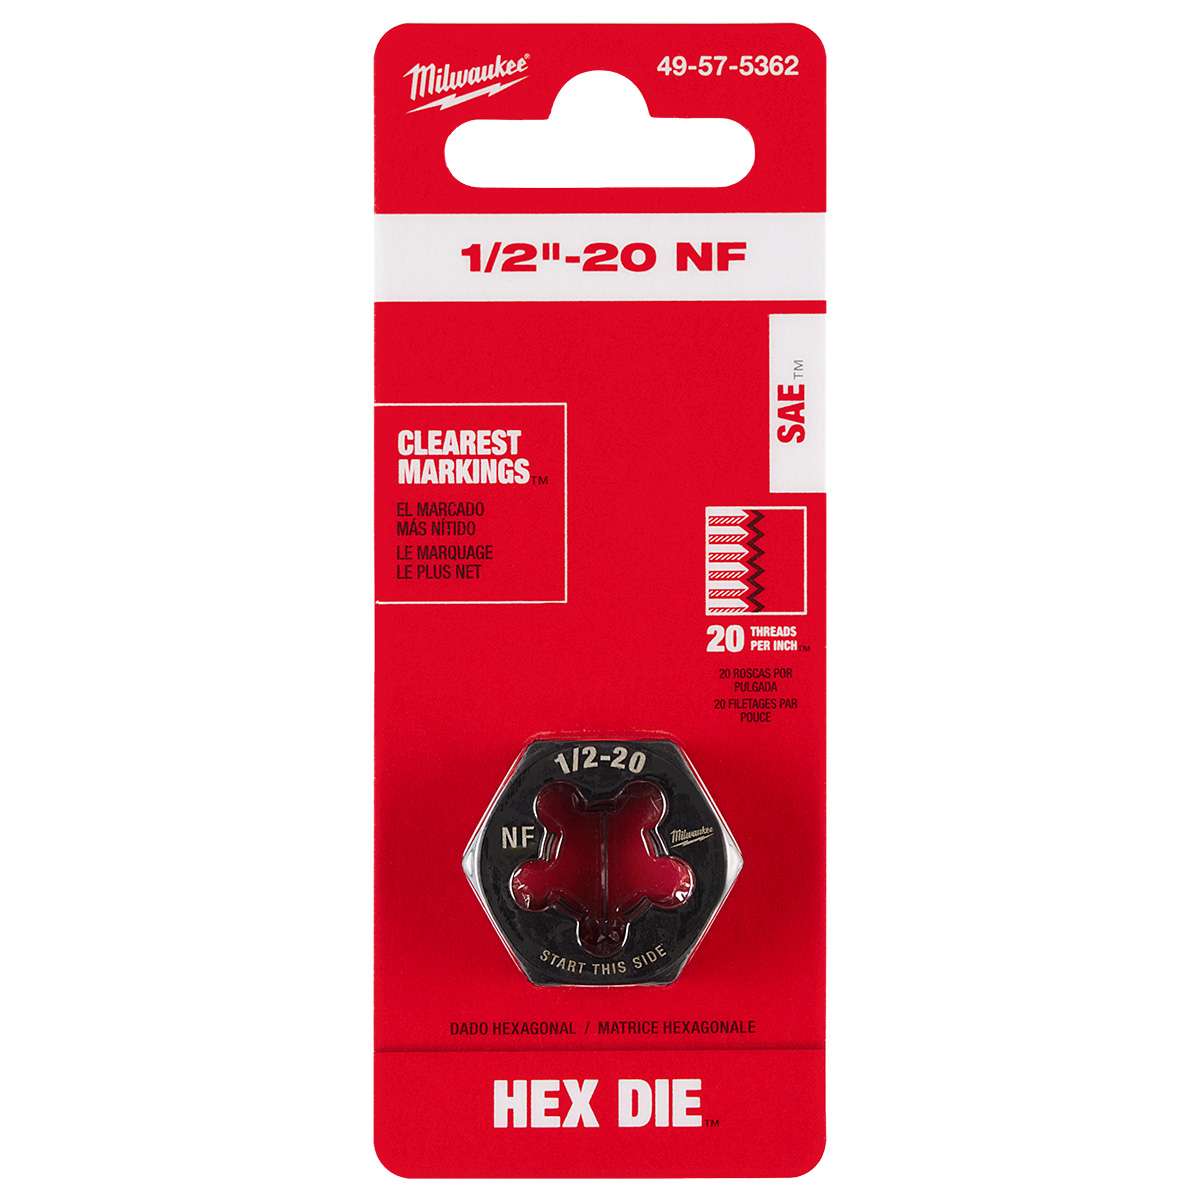 Milwaukee®
49-57-5362
1/2"-20 NF
SAE™
CLEAREST
MARKINGS™
EL MARCADO
MÁS NÍTIDO
LE MARQUAGE
LE PLUS NET
20 THREADS
PER INCH™
20 ROSCAS POR
PULGADA
20 FILETAGES PAR
POUCE
1/2-20
NF
Milwaukee
START THIS SIDE
DADO HEXAGONAL / MATRICE HEXAGONALE
HEX DIE™